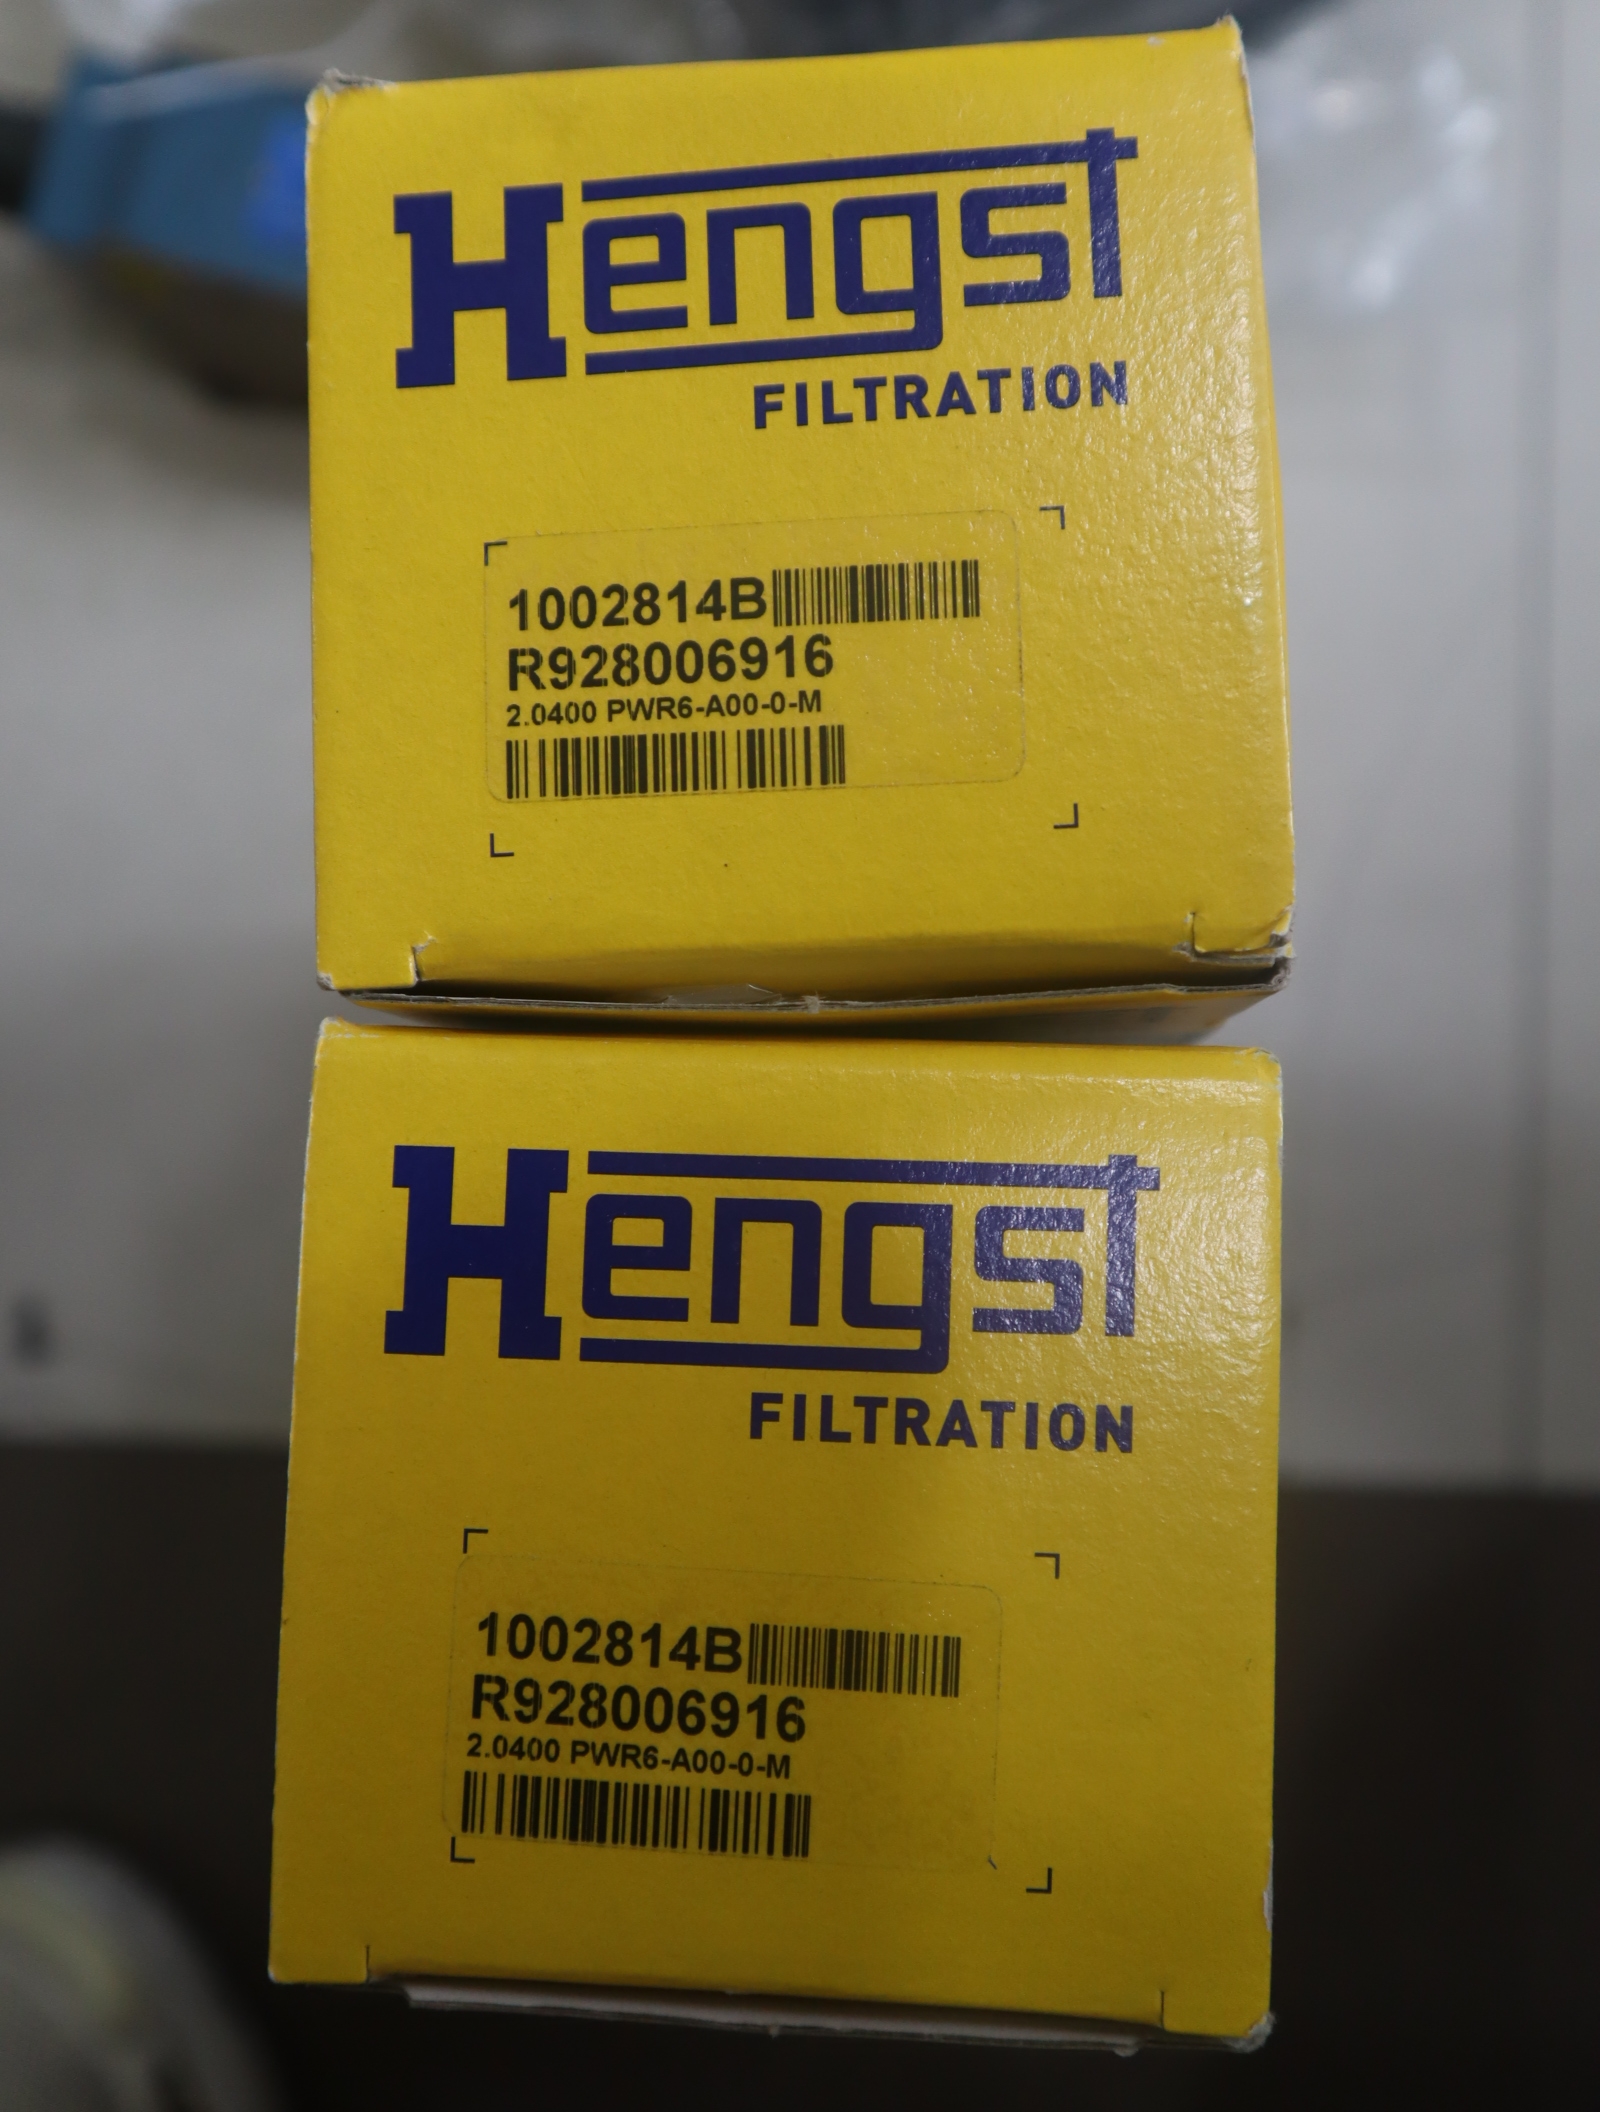 Hengst
FILTRATION
1002814B
R928006916
2.0400 PWR6-A00-0-M
Hengst
FILTRATION
1002814B
R928006916
2.0400 PWR6-A00-0-M